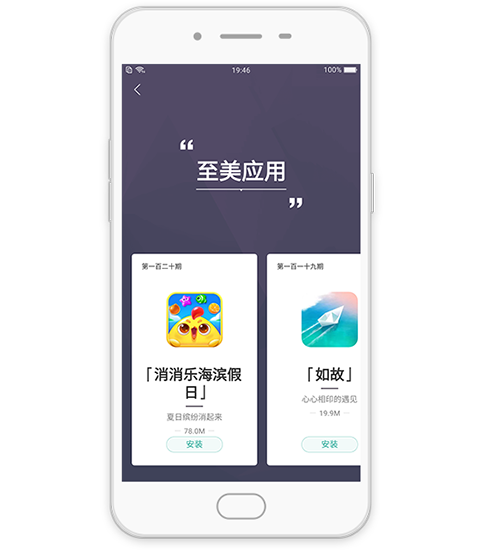 19:46
100%
“
至美应用
”
第一百二十期
「消消乐海滨假
日」
夏日缤纷消起来
78.0M
安装
第一百一十九期
「如故」
心心相印的遇见
19.9M
安装